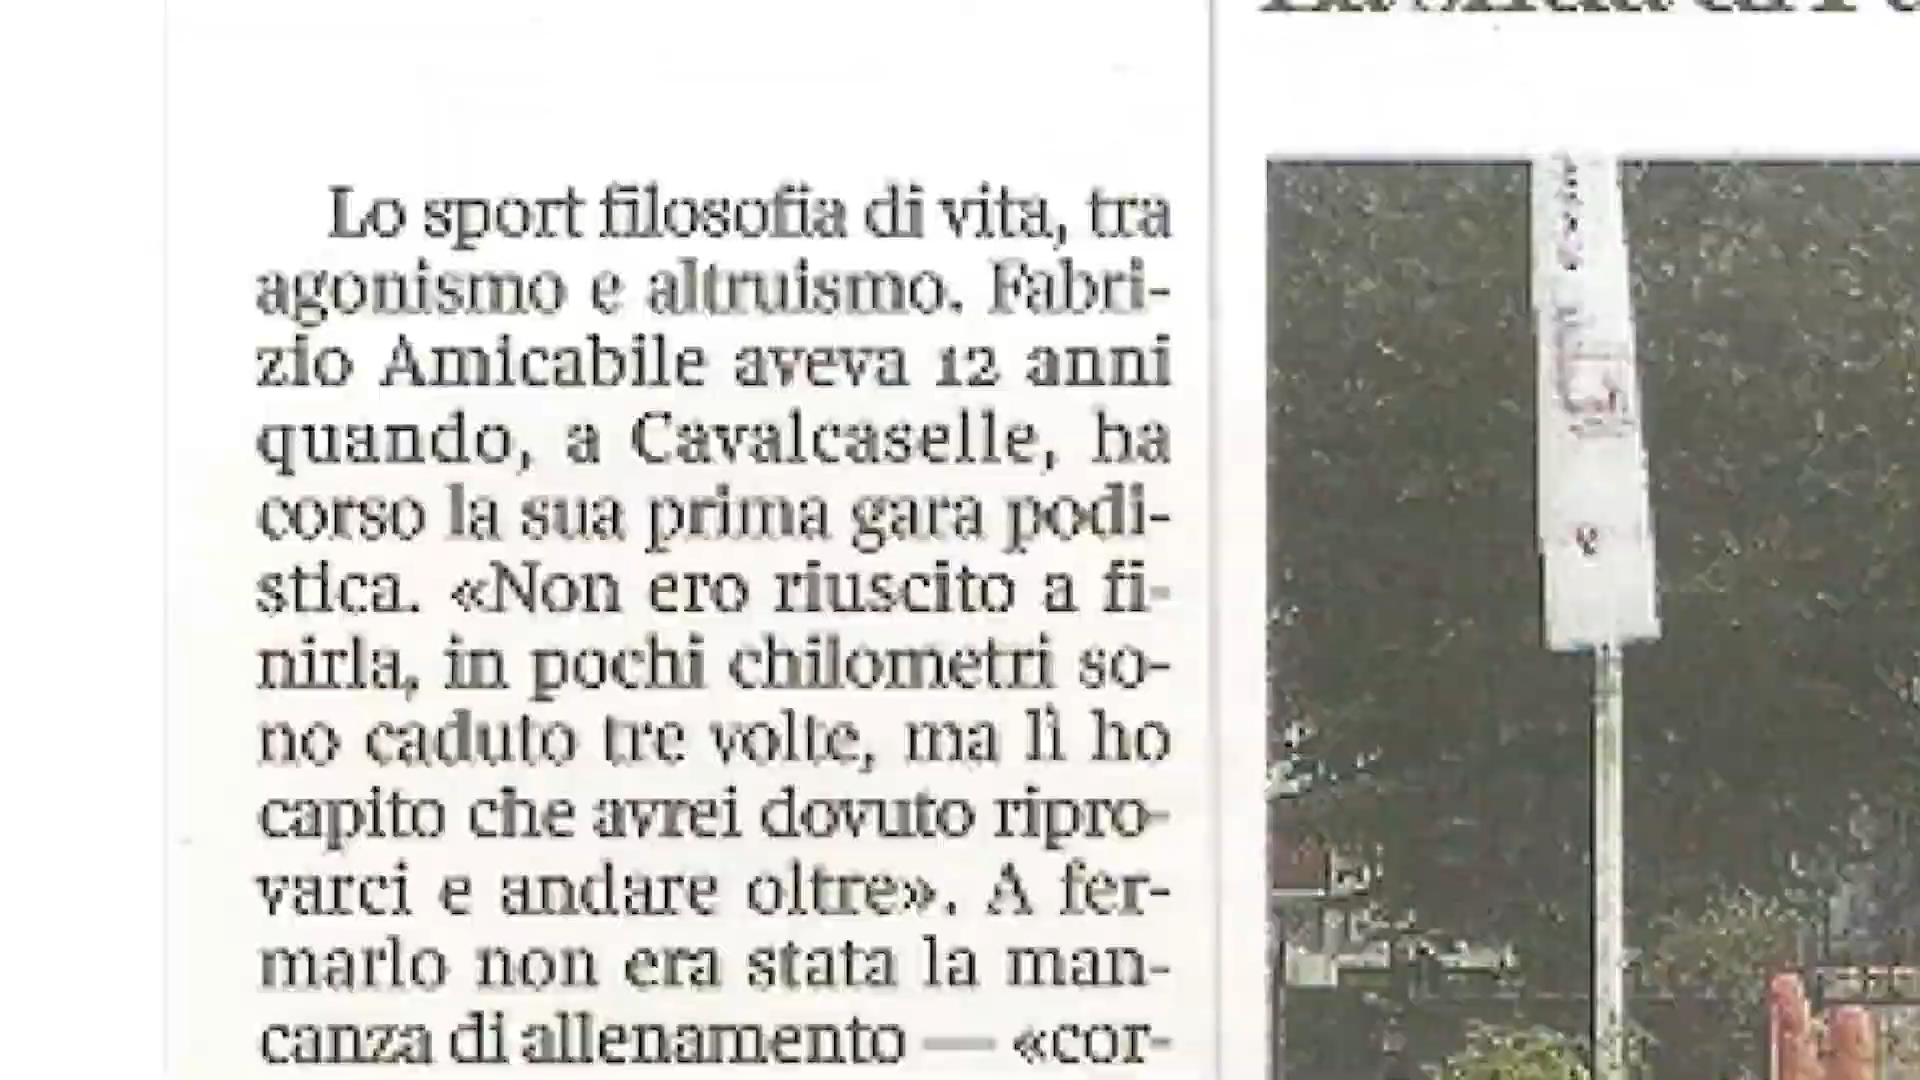 Lo sport filosofia di vita, tra
agonismo e altruismo. Fabri-
zio Amicabile aveva 12 anni
quando, a Cavalcaselle, ha
corso la sua prima gara podi-
stica. «Non ero riuscito a fi-
nirla, in pochi chilometri so-
no caduto tre volte, ma lì ho
capito che avrei dovuto ripro-
varci e andare oltre». A fer-
marlo non era stata la man-
canza di allenamento — «cor-